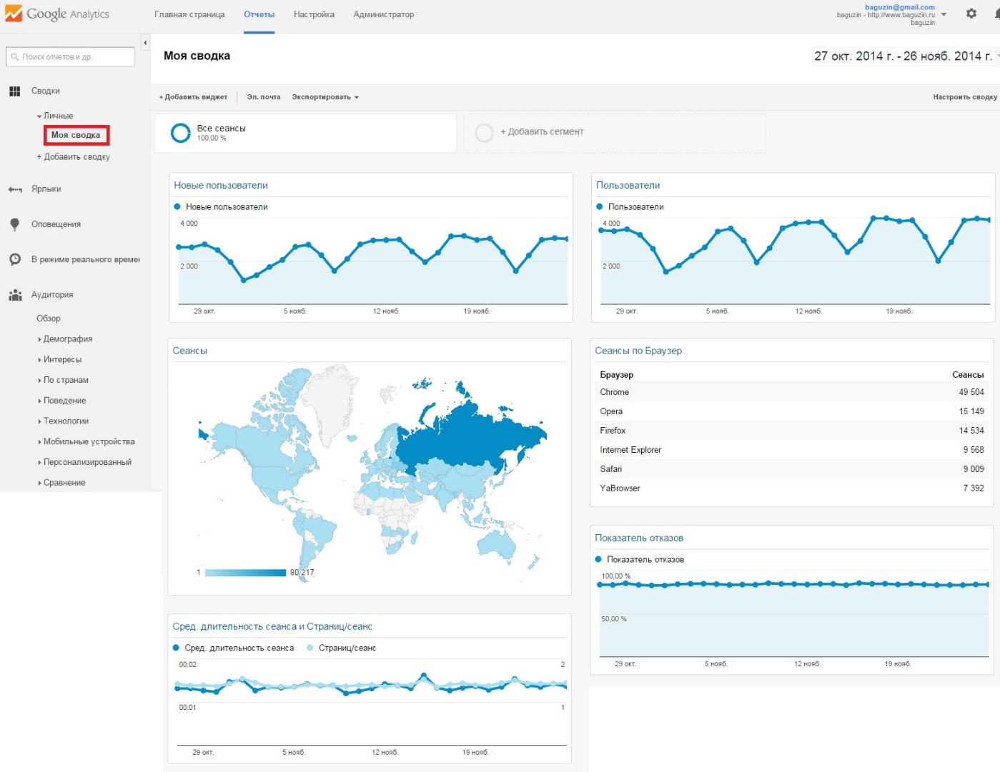 Google Analytics
Главная страница
Отчеты
Настройка
Администратор
baguzin@gmail.com
baguzin - http://www.baguzin.ru
baguzin
Поиск отчетов и др.
Сводки
Личные
Моя сводка
+ Добавить сводку
Ярлыки
Оповещения
В режиме реального времен
Аудитория
Обзор
Демография
Интересы
По странам
Поведение
Технологии
Мобильные устройства
Персонализированный
Сравнение
Моя сводка
27 окт. 2014 г. - 26 нояб. 2014 г.
+ Добавить виджет
Эл. почта
Экспортировать
Настроить сводку
Все сеансы
100,00 %
+ Добавить сегмент
Новые пользователи
Новые пользователи
4 000
2 000
29 окт. 5 нояб. 12 нояб. 19 нояб.
Пользователи
Пользователи
4 000
2 000
29 окт. 5 нояб. 12 нояб. 19 нояб.
Сеансы
1 80 217
Сеансы по Браузер
Браузер Сеансы
Chrome 49 504
Opera 15 149
Firefox 14 534
Internet Explorer 9 568
Safari 9 009
YaBrowser 7 392
Показатель отказов
Показатель отказов
100,00 %
50,00 %
29 окт. 5 нояб. 12 нояб. 19 нояб.
Сред. длительность сеанса и Страниц/сеанс
Сред. длительность сеанса Страниц/сеанс
00:02 2
00:01 1
29 окт. 5 нояб. 12 нояб. 19 нояб.